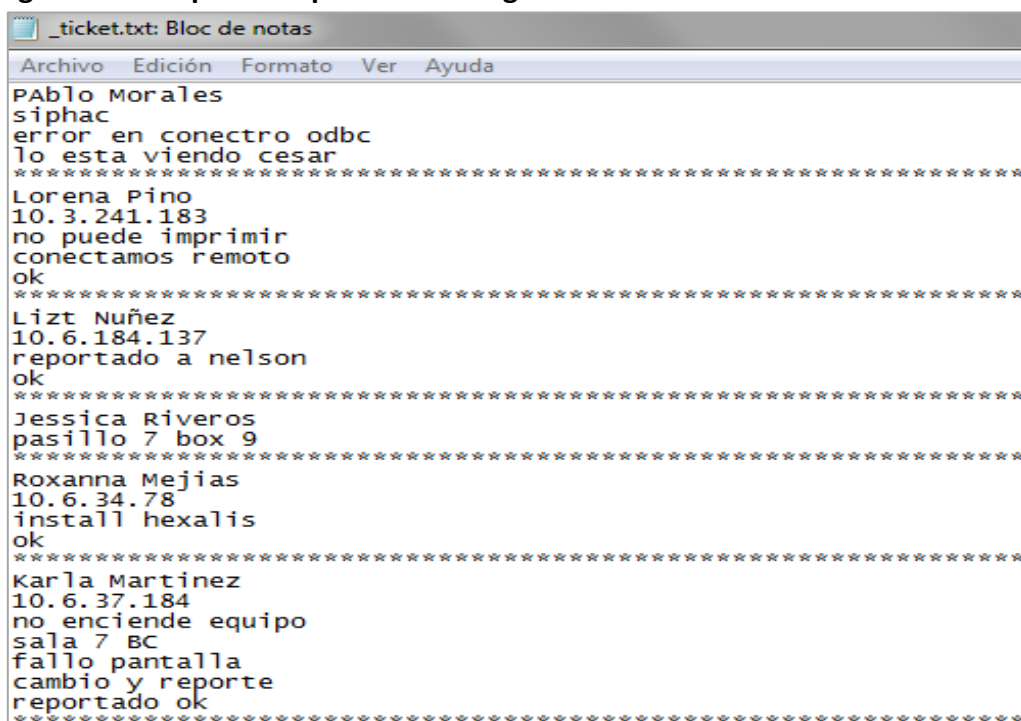 _ticket.txt: Bloc de notas
Archivo Edición Formato Ver Ayuda
PAblo Morales
siphac
error en conectro odbc
lo esta viendo cesar
****************************************************************
Lorena Pino
10.3.241.183
no puede imprimir
conectamos remoto
ok
****************************************************************
Lizt Nuñez
10.6.184.137
reportado a nelson
ok
****************************************************************
Jessica Riveros
pasillo 7 box 9
****************************************************************
Roxanna Mejias
10.6.34.78
install hexalis
ok
****************************************************************
Karla Martinez
10.6.37.184
no enciende equipo
sala 7 BC
fallo pantalla
cambio y reporte
reportado ok
****************************************************************